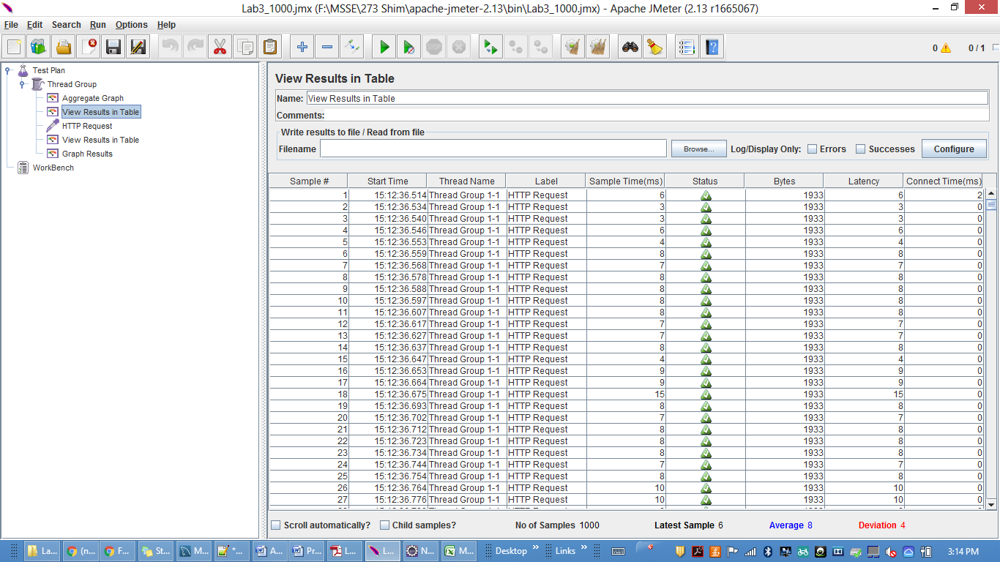 Lab3_1000.jmx (F:\MSSE\273 Shim\apache-jmeter-2.13\bin\Lab3_1000.jmx) - Apache JMeter (2.13 r1665067)
File Edit Search Run Options Help
0 0 / 1
Test Plan
Thread Group
Aggregate Graph
View Results in Table
HTTP Request
View Results in Table
Graph Results
WorkBench
View Results in Table
Name: View Results in Table
Comments:
Write results to file / Read from file
Filename Browse... Log/Display Only: Errors Successes Configure
Sample # Start Time Thread Name Label Sample Time(ms) Status Bytes Latency Connect Time(ms)
1 15:12:36.514 Thread Group 1-1 HTTP Request 6 1933 6 2
2 15:12:36.534 Thread Group 1-1 HTTP Request 3 1933 3 0
3 15:12:36.540 Thread Group 1-1 HTTP Request 3 1933 3 0
4 15:12:36.546 Thread Group 1-1 HTTP Request 6 1933 6 0
5 15:12:36.553 Thread Group 1-1 HTTP Request 4 1933 4 0
6 15:12:36.559 Thread Group 1-1 HTTP Request 8 1933 8 0
7 15:12:36.568 Thread Group 1-1 HTTP Request 7 1933 7 0
8 15:12:36.578 Thread Group 1-1 HTTP Request 8 1933 8 0
9 15:12:36.588 Thread Group 1-1 HTTP Request 8 1933 8 0
10 15:12:36.597 Thread Group 1-1 HTTP Request 8 1933 8 0
11 15:12:36.607 Thread Group 1-1 HTTP Request 8 1933 8 0
12 15:12:36.617 Thread Group 1-1 HTTP Request 7 1933 7 0
13 15:12:36.627 Thread Group 1-1 HTTP Request 7 1933 7 0
14 15:12:36.637 Thread Group 1-1 HTTP Request 8 1933 8 0
15 15:12:36.647 Thread Group 1-1 HTTP Request 4 1933 4 0
16 15:12:36.653 Thread Group 1-1 HTTP Request 9 1933 9 0
17 15:12:36.664 Thread Group 1-1 HTTP Request 9 1933 9 0
18 15:12:36.675 Thread Group 1-1 HTTP Request 15 1933 15 0
19 15:12:36.693 Thread Group 1-1 HTTP Request 8 1933 8 0
20 15:12:36.702 Thread Group 1-1 HTTP Request 7 1933 7 0
21 15:12:36.712 Thread Group 1-1 HTTP Request 8 1933 8 0
22 15:12:36.723 Thread Group 1-1 HTTP Request 8 1933 8 0
23 15:12:36.734 Thread Group 1-1 HTTP Request 8 1933 8 0
24 15:12:36.744 Thread Group 1-1 HTTP Request 7 1933 7 0
25 15:12:36.754 Thread Group 1-1 HTTP Request 8 1933 8 0
26 15:12:36.764 Thread Group 1-1 HTTP Request 10 1933 10 0
27 15:12:36.776 Thread Group 1-1 HTTP Request 10 1933 10 0
Scroll automatically? Child samples? No of Samples 1000 Latest Sample 6 Average 8 Deviation 4
La... (n... F... St... M... *... A... Pr... L... L... N... M... Desktop » Links » 3:14 PM